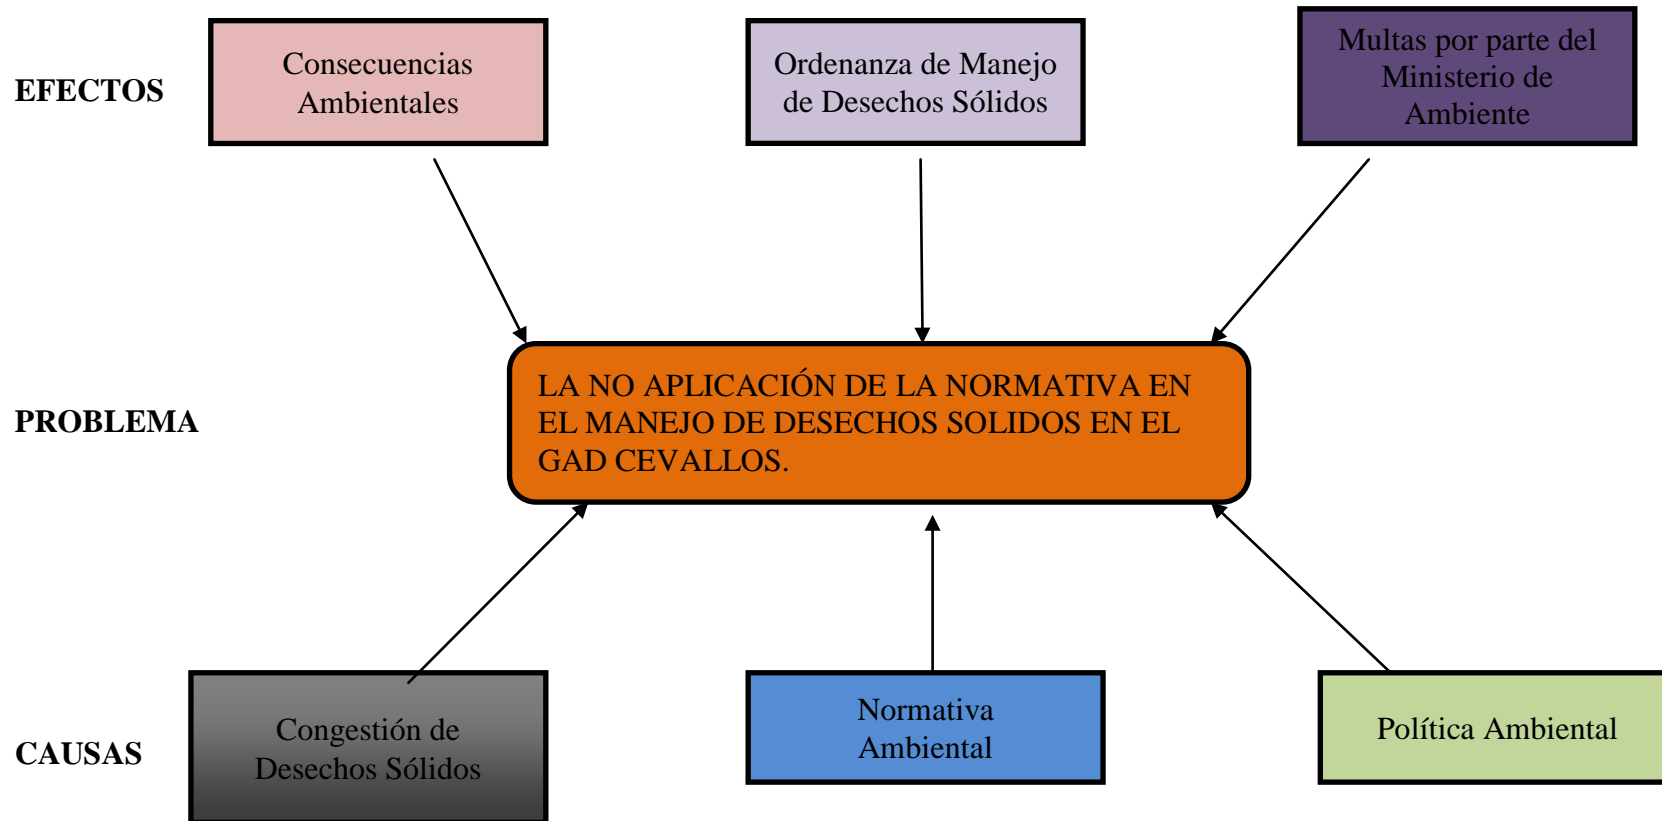 EFECTOS
Consecuencias
Ambientales
Ordenanza de Manejo
de Desechos Sólidos
Multas por parte del
Ministerio de
Ambiente
PROBLEMA
LA NO APLICACIÓN DE LA NORMATIVA EN
EL MANEJO DE DESECHOS SOLIDOS EN EL
GAD CEVALLOS.
CAUSAS
Congestión de
Desechos Sólidos
Normativa
Ambiental
Política Ambiental